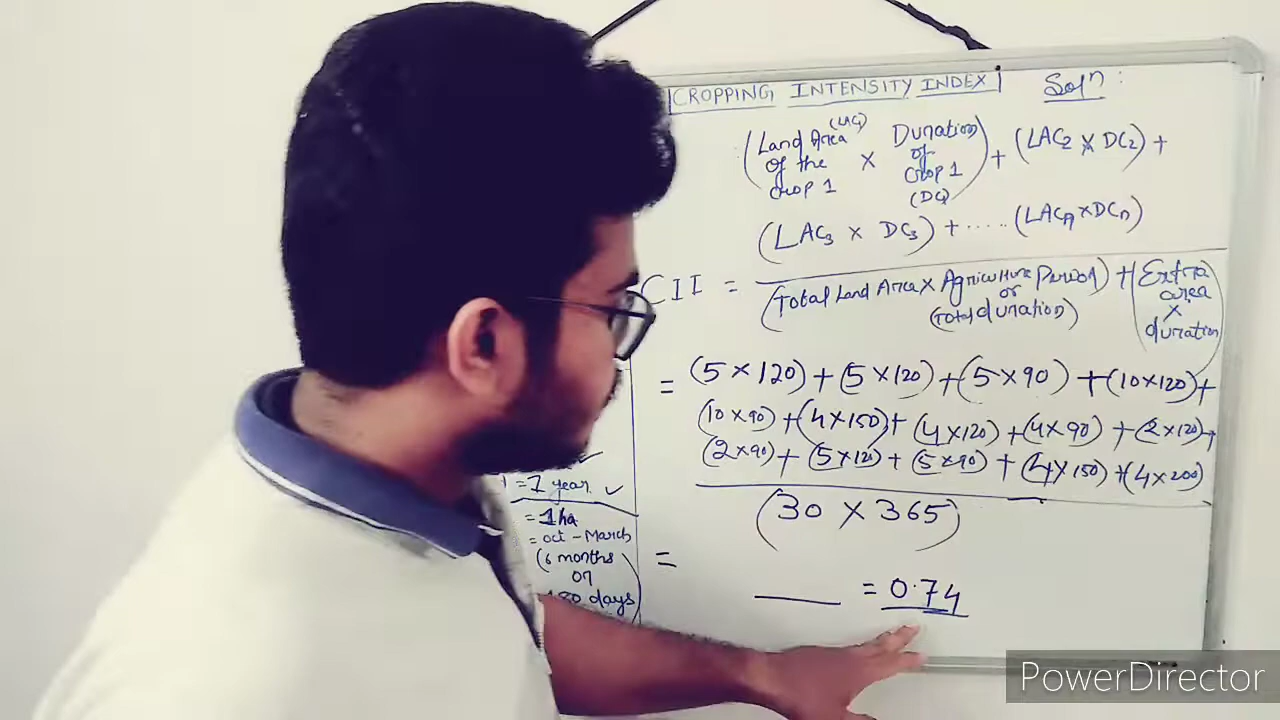 CROPPING INTENSITY INDEX Solⁿ :
(Land Area (LAC1) of the crop 1 × Duration of crop 1 (DC1)) + (LAC2 × DC2) +
(LAC3 × DC3) + ..... (LACn × DCn)
CII = (Total Land Area × Agriculture Period) + (Extra area × duration)
or
(Total duration)
= (5 × 120) + (5 × 120) + (5 × 90) + (10 × 120) +
(10 × 90) + (4 × 150) + (4 × 120) + (4 × 90) + (2 × 120) +
(2 × 90) + (5 × 120) + (5 × 90) + (4 × 150) + (4 × 200)
(30 × 365)
=
= 0.74
= 1 year ✓
= 1 ha
= oct - March
(6 months
or
180 days
PowerDirector